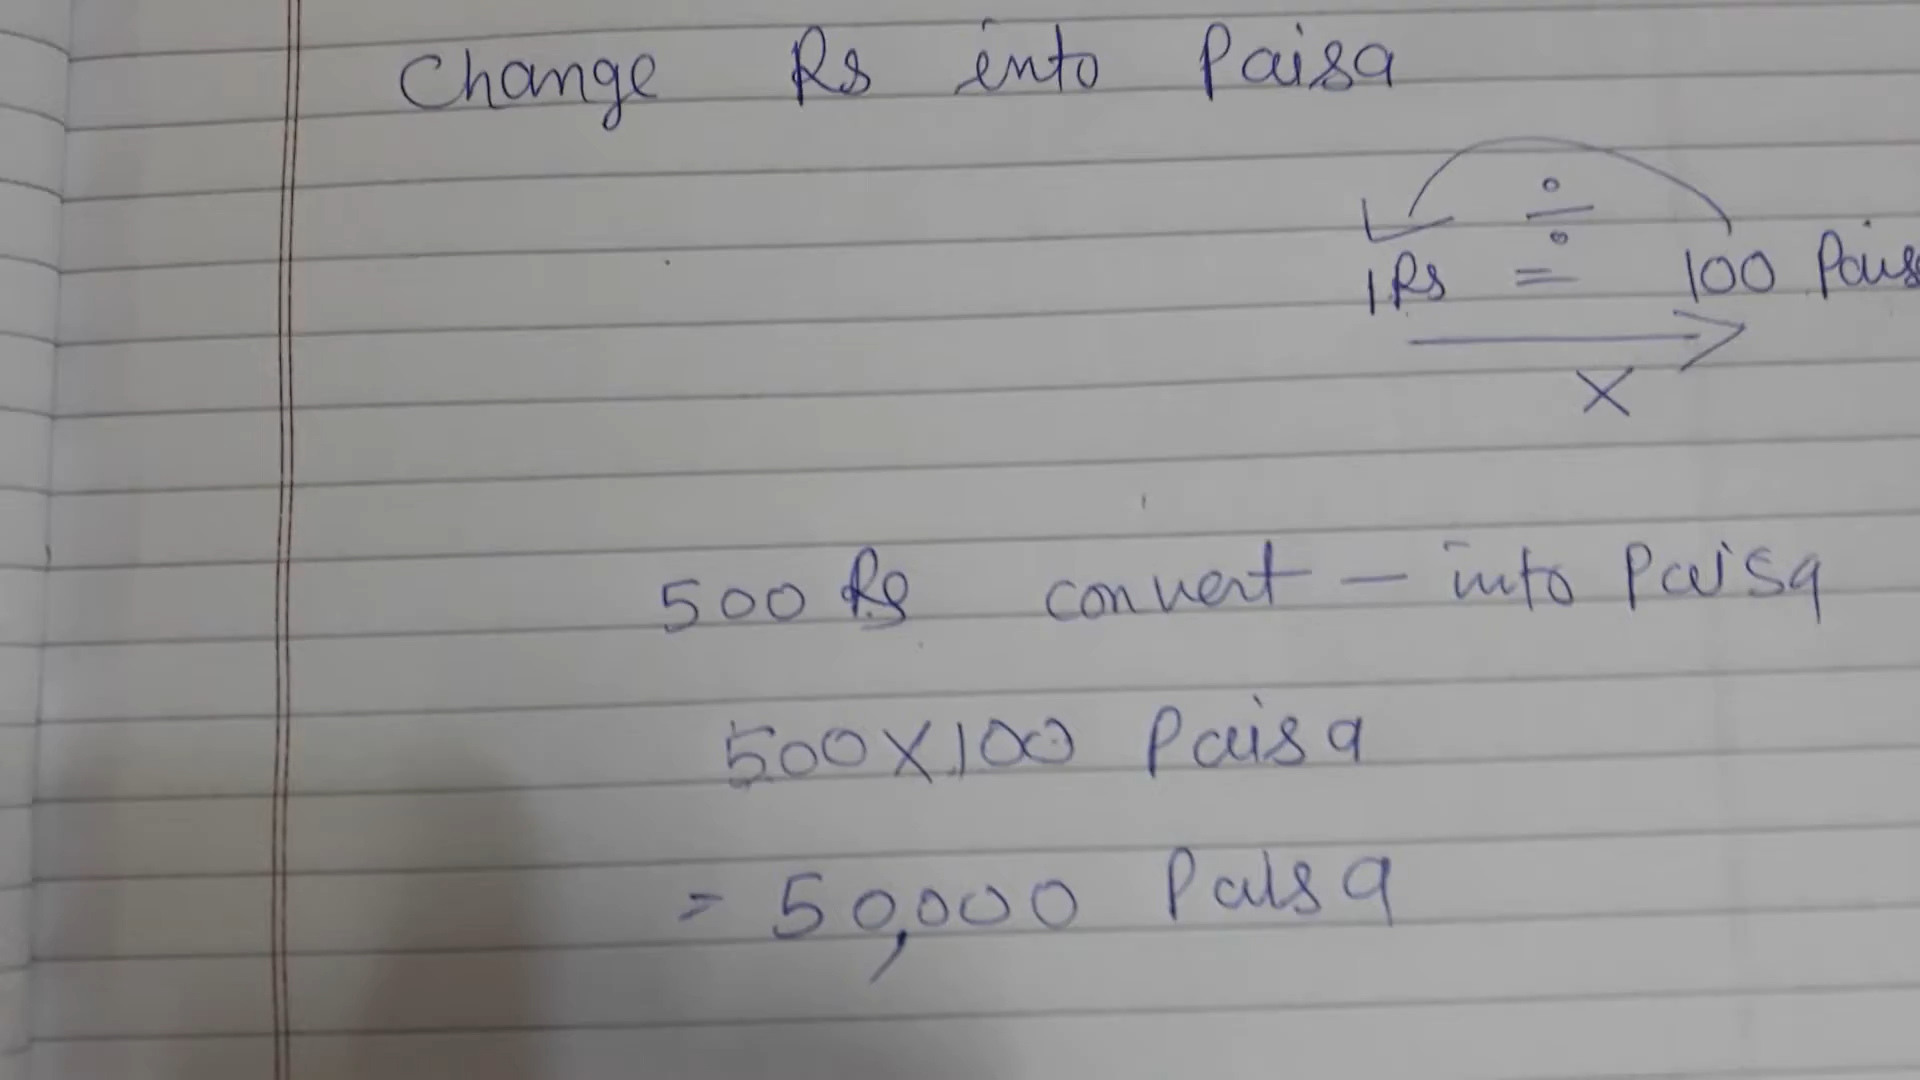 Change Rs into Paisa
÷
1Rs = 100 Pais
×
500 Rs convert - into Paisa
500×100 Paisa
= 50,000 Paisa